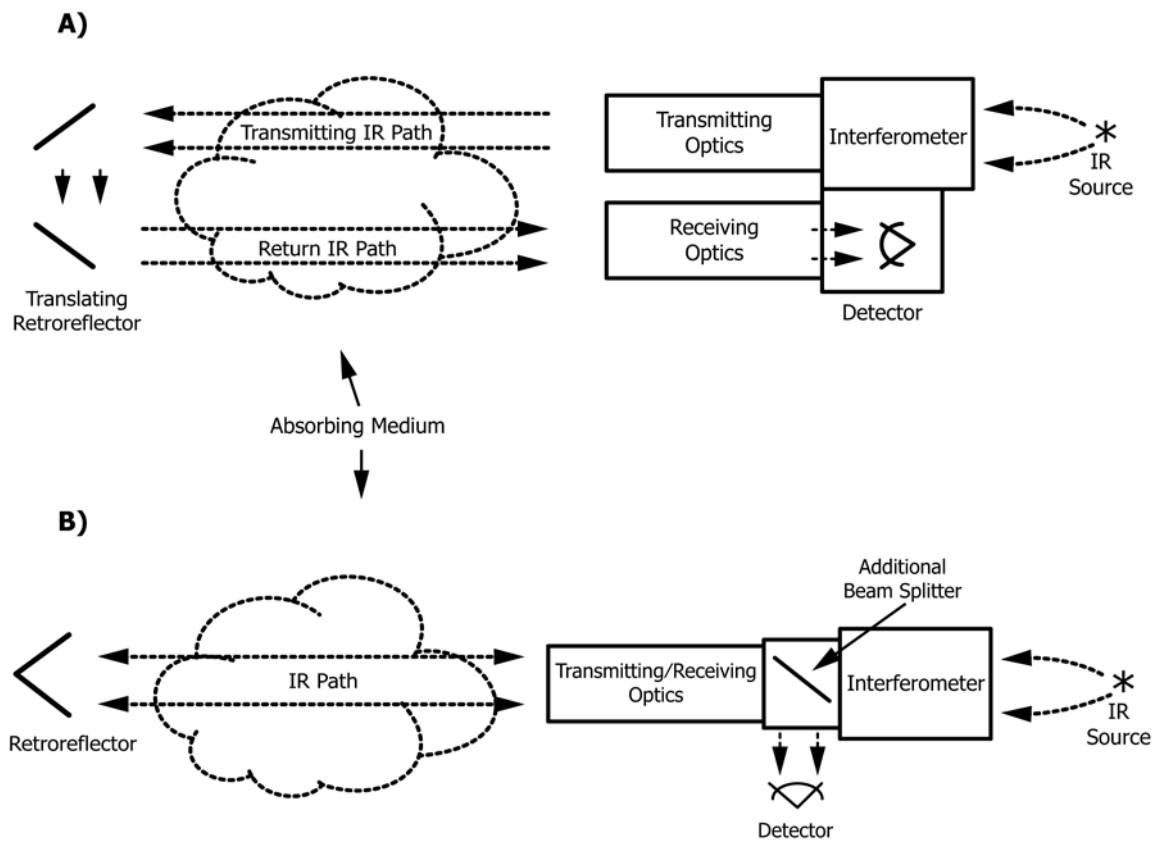 A)
Transmitting IR Path
Transmitting
Optics
Interferometer
IR
Source
Return IR Path
Receiving
Optics
Translating
Retroreflector
Detector
Absorbing Medium
B)
Additional
Beam Splitter
IR Path
Transmitting/Receiving
Optics
Interferometer
IR
Source
Retroreflector
Detector